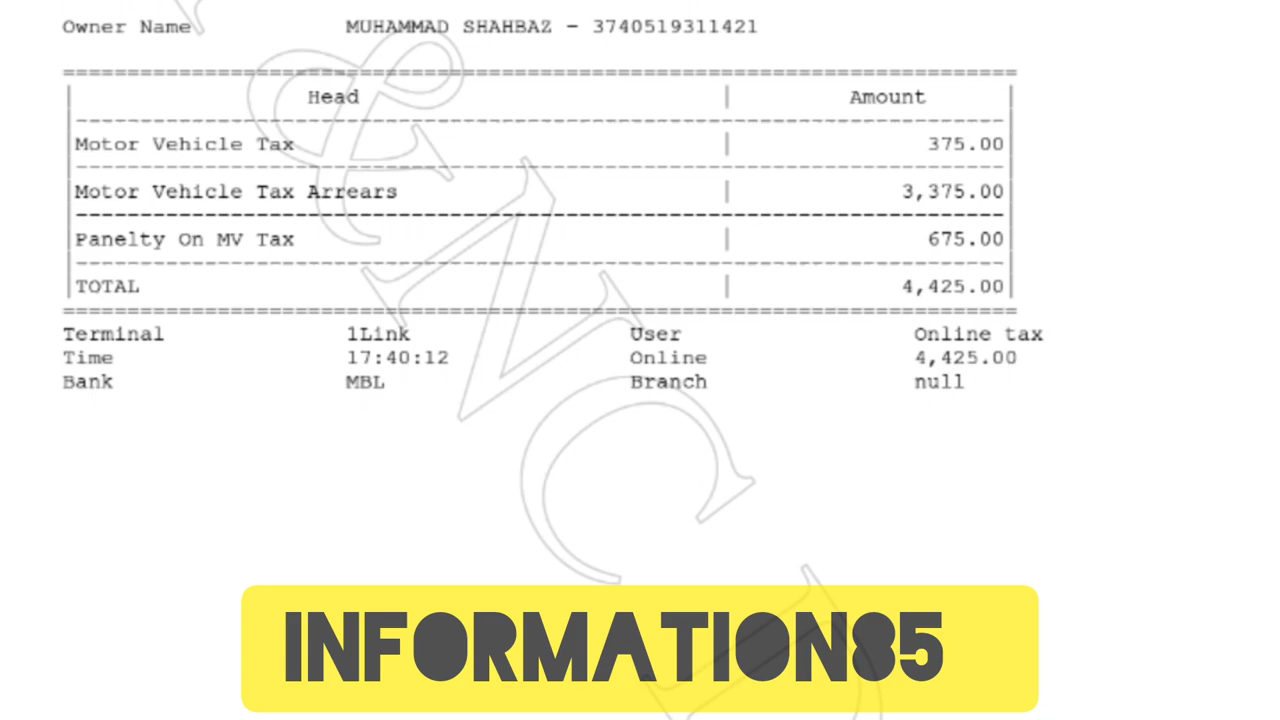 Owner Name MUHAMMAD SHAHBAZ - 3740519311421
Head | Amount
Motor Vehicle Tax | 375.00
Motor Vehicle Tax Arrears | 3,375.00
Panelty On MV Tax | 675.00
TOTAL | 4,425.00
Terminal 1Link User Online tax
Time 17:40:12 Online 4,425.00
Bank MBL Branch null
& N C
INFORMATION85